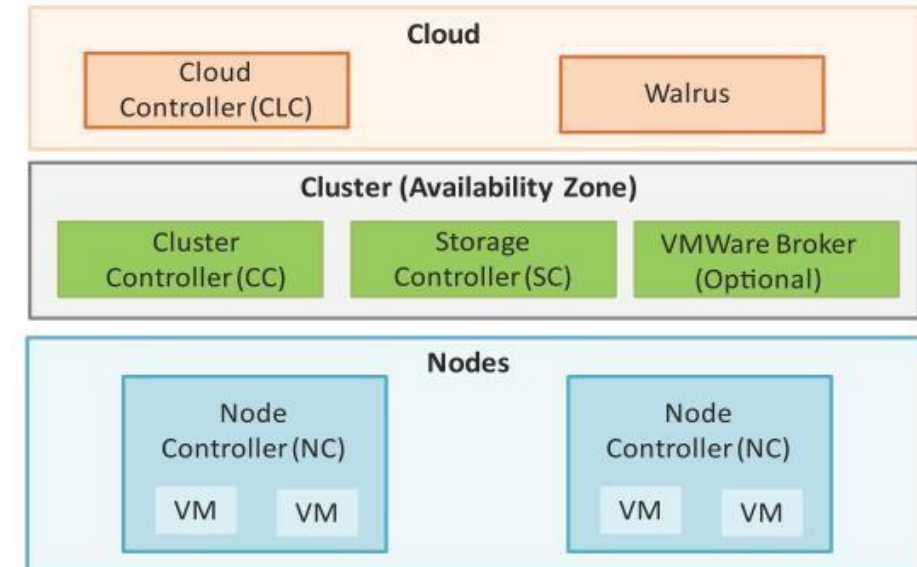 Cloud
Cloud
Controller (CLC)
Walrus
Cluster (Availability Zone)
Cluster
Controller (CC)
Storage
Controller (SC)
VMWare Broker
(Optional)
Nodes
Node
Controller (NC)
VM
VM
Node
Controller (NC)
VM
VM